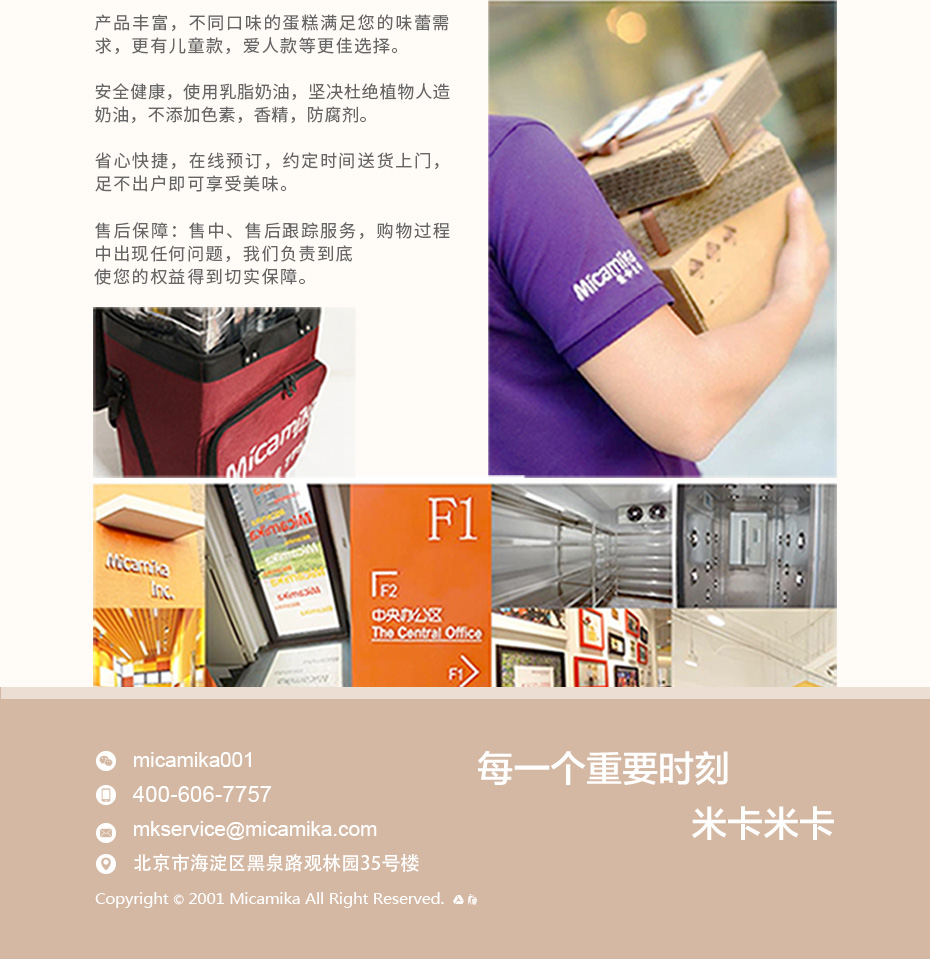 产品丰富，不同口味的蛋糕满足您的味蕾需
求，更有儿童款，爱人款等更佳选择。
安全健康，使用乳脂奶油，坚决杜绝植物人造
奶油，不添加色素，香精，防腐剂。
省心快捷，在线预订，约定时间送货上门，
足不出户即可享受美味。
售后保障：售中、售后跟踪服务，购物过程
中出现任何问题，我们负责到底
使您的权益得到切实保障。
Micamika
Micamika
Micamika
Inc.
Micamika
F1
F2
中央办公区
The Central Office
F1
micamika001
400-606-7757
mkservice@micamika.com
北京市海淀区黑泉路观林园35号楼
Copyright © 2001 Micamika All Right Reserved.
每一个重要时刻
米卡米卡